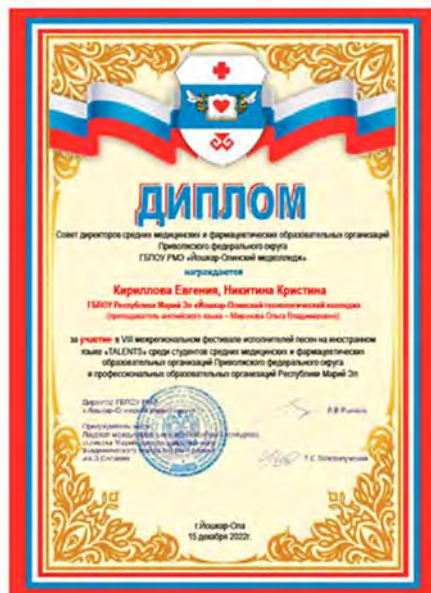 ДИПЛОМ
Совет директоров средних медицинских и фармацевтических образовательных организаций
Приволжского федерального округа
ГБПОУ РМЭ «Йошкар-Олинский медколледж»
награждаются
Кириллова Евгения, Никитина Кристина
ГБПОУ Республики Марий Эл «Йошкар-Олинский технологический колледж»
(преподаватель английского языка – Миронова Ольга Владимировна)
за участие в VIII межрегиональном фестивале исполнителей песен на иностранном
языке «TALENTS» среди студентов средних медицинских и фармацевтических
образовательных организаций Приволжского федерального округа
и профессиональных образовательных организаций Республики Марий Эл
Директор ГБПОУ РМЭ
Председатель жюри
г.Йошкар-Ола
15 декабря 2022г.